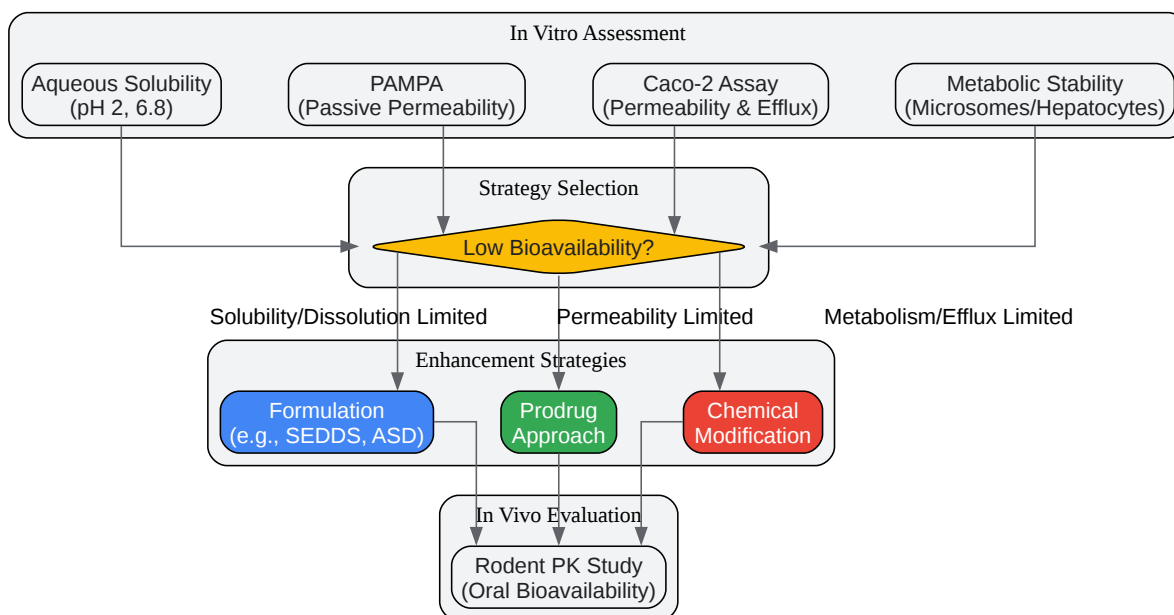 In Vitro Assessment
Aqueous Solubility
(pH 2, 6.8)
PAMPA
(Passive Permeability)
Caco-2 Assay
(Permeability & Efflux)
Metabolic Stability
(Microsomes/Hepatocytes)
Strategy Selection
Low Bioavailability?
Solubility/Dissolution Limited
Permeability Limited
Metabolism/Efflux Limited
Enhancement Strategies
Formulation
(e.g., SEDDS, ASD)
Prodrug
Approach
Chemical
Modification
In Vivo Evaluation
Rodent PK Study
(Oral Bioavailability)